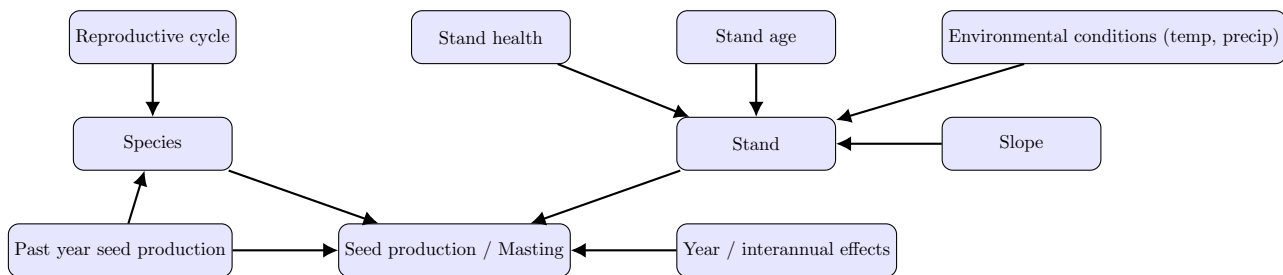 Reproductive cycle
Stand health
Stand age
Environmental conditions (temp, precip)
Species
Stand
Slope
Past year seed production
Seed production / Masting
Year / interannual effects